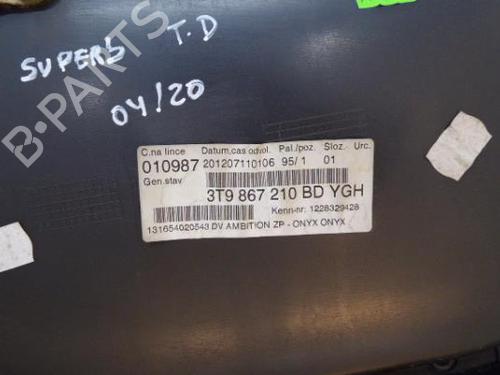 SUPERB T.D
04/20
B-PARTS
C.na lince Datum,cas odvol. Pal./poz. Sloz. Urc.
010987 201207110106 95/1 01
Gen.stav
3T9 867 210 BD YGH
Kenn-nr: 1228329428
131654020543 DV AMBITION ZP - ONYX ONYX